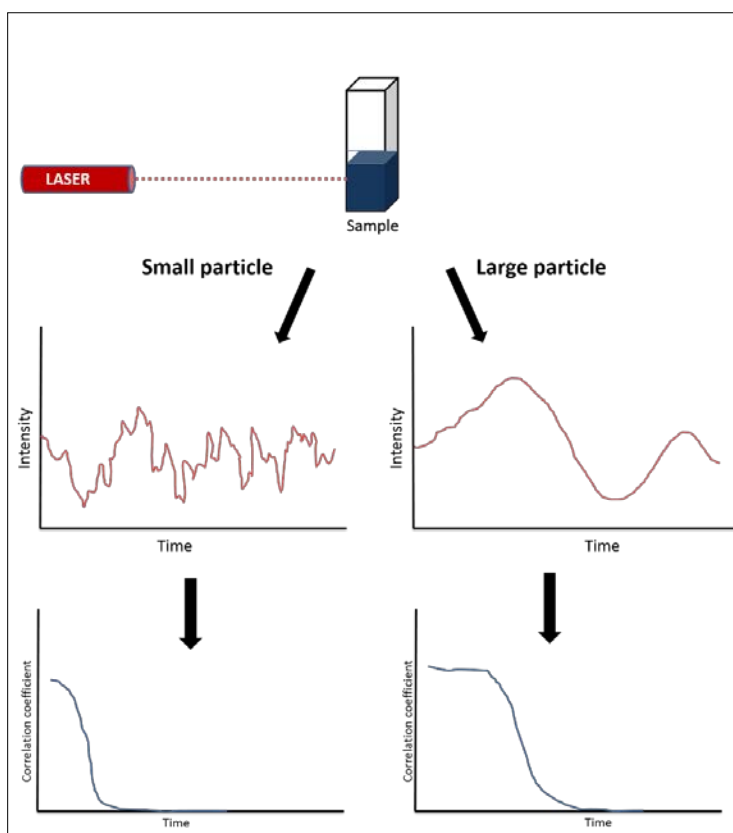 LASER
Sample
Small particle
Large particle
Intensity
Time
Intensity
Time
Correlation coefficient
Time
Correlation coefficient
Time